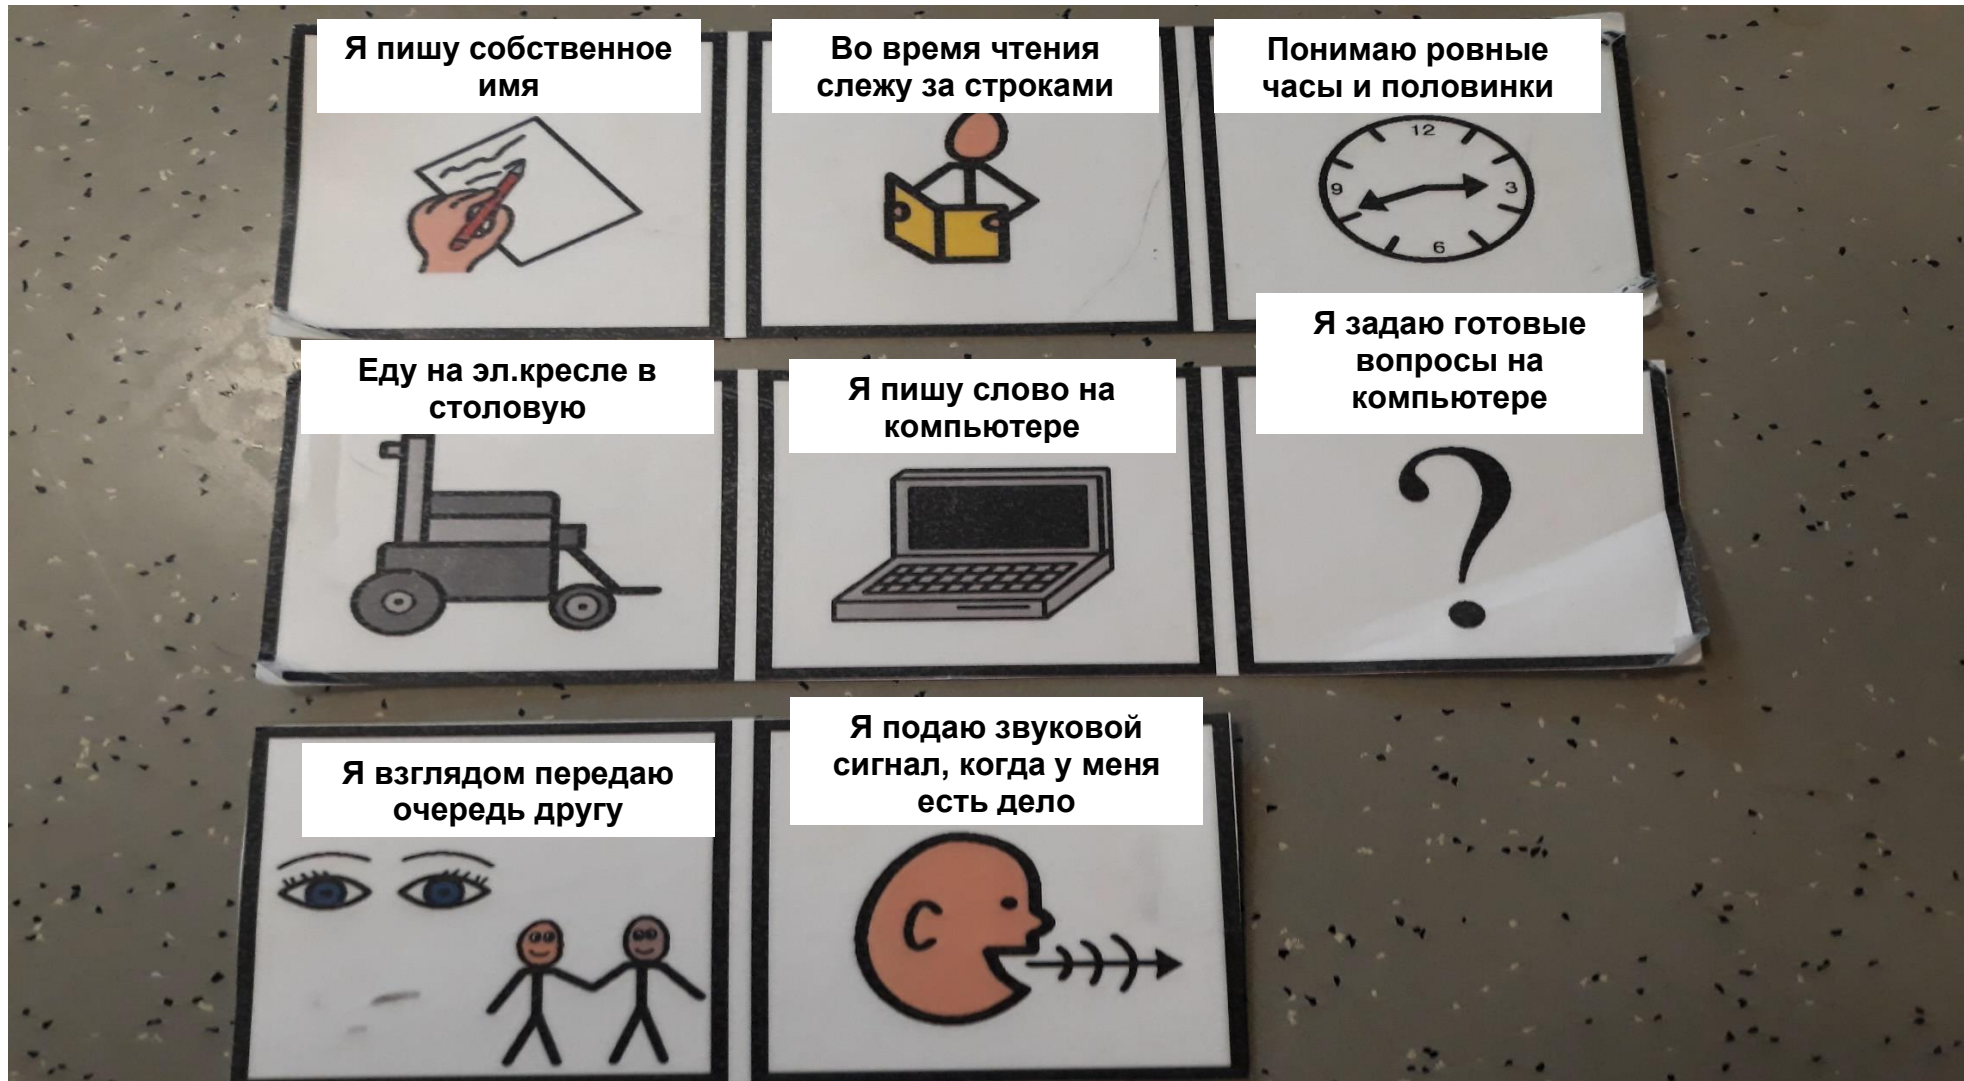 Я пишу собственное
имя
Во время чтения
слежу за строками
Понимаю ровные
часы и половинки
12
9
3
6
Еду на эл.кресле в
столовую
Я пишу слово на
компьютере
Я задаю готовые
вопросы на
компьютере
?
Я взглядом передаю
очередь другу
Я подаю звуковой
сигнал, когда у меня
есть дело